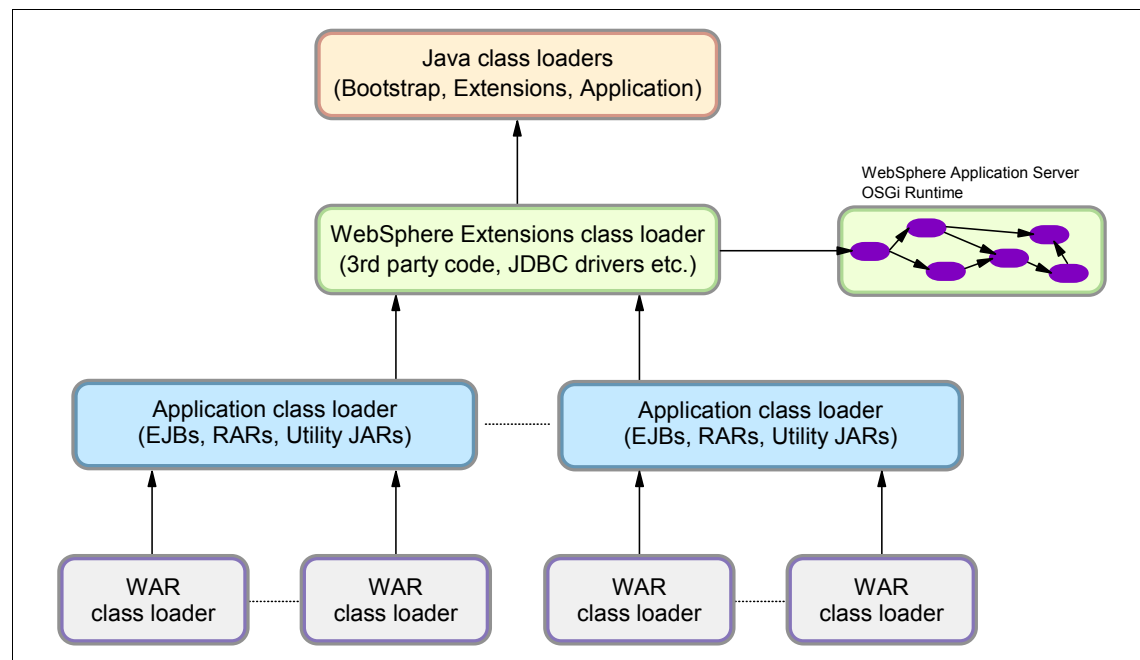 Java class loaders
(Bootstrap, Extensions, Application)
WebSphere Application Server
OSGi Runtime
WebSphere Extensions class loader
(3rd party code, JDBC drivers etc.)
Application class loader
(EJBs, RARs, Utility JARs)
Application class loader
(EJBs, RARs, Utility JARs)
WAR
class loader
WAR
class loader
WAR
class loader
WAR
class loader